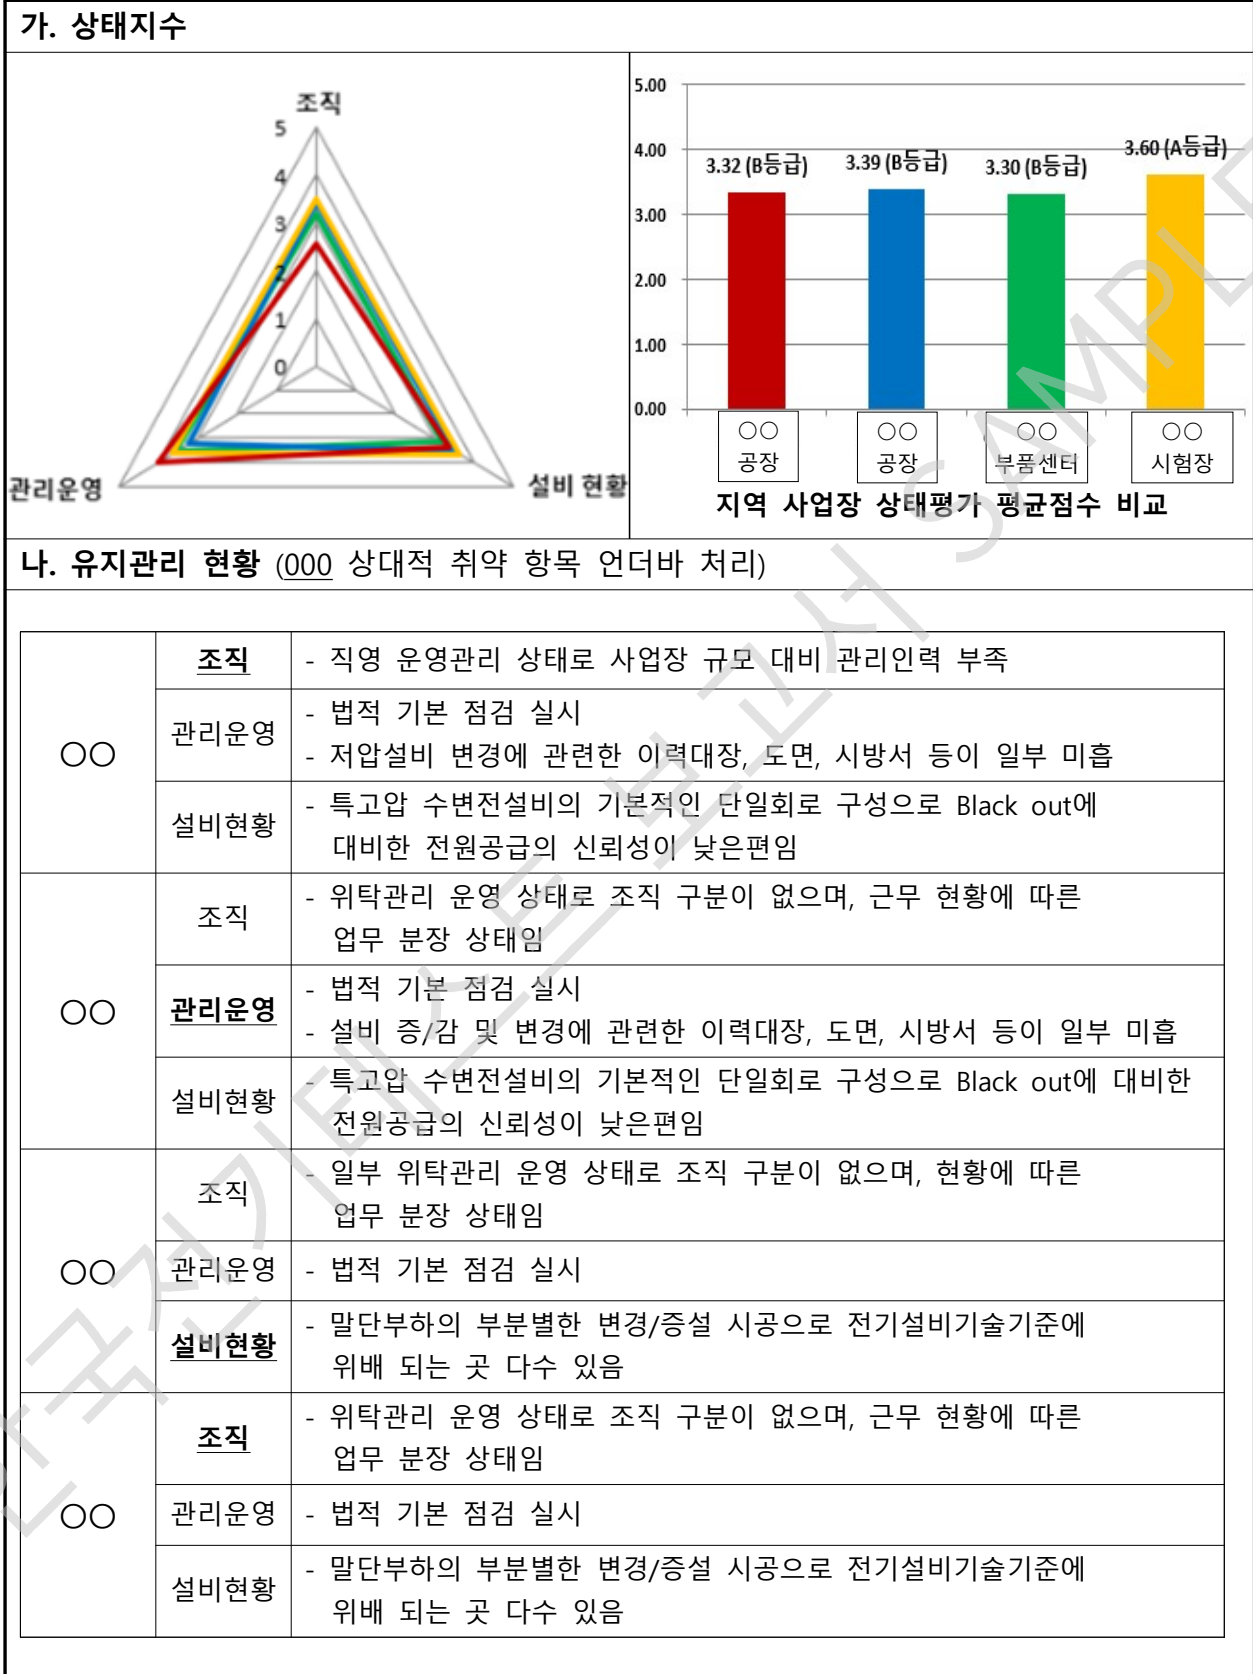 가. 상태지수
조직
5
4
3
2
1
0
관리운영
설비 현황
5.00
4.00
3.00
2.00
1.00
0.00
3.32 (B등급)
3.39 (B등급)
3.30 (B등급)
3.60 (A등급)
○○
공장
○○
공장
○○
부품센터
○○
시험장
지역 사업장 상태평가 평균점수 비교
나. 유지관리 현황 (000 상대적 취약 항목 언더바 처리)
○○
조직
- 직영 운영관리 상태로 사업장 규모 대비 관리인력 부족
관리운영
- 법적 기본 점검 실시
- 저압설비 변경에 관련한 이력대장, 도면, 시방서 등이 일부 미흡
설비현황
- 특고압 수변전설비의 기본적인 단일회로 구성으로 Black out에
대비한 전원공급의 신뢰성이 낮은편임
○○
조직
- 위탁관리 운영 상태로 조직 구분이 없으며, 근무 현황에 따른
업무 분장 상태임
관리운영
- 법적 기본 점검 실시
- 설비 증/감 및 변경에 관련한 이력대장, 도면, 시방서 등이 일부 미흡
설비현황
- 특고압 수변전설비의 기본적인 단일회로 구성으로 Black out에 대비한
전원공급의 신뢰성이 낮은편임
○○
조직
- 일부 위탁관리 운영 상태로 조직 구분이 없으며, 현황에 따른
업무 분장 상태임
관리운영
- 법적 기본 점검 실시
설비현황
- 말단부하의 부분별한 변경/증설 시공으로 전기설비기술기준에
위배 되는 곳 다수 있음
○○
조직
- 위탁관리 운영 상태로 조직 구분이 없으며, 근무 현황에 따른
업무 분장 상태임
관리운영
- 법적 기본 점검 실시
설비현황
- 말단부하의 부분별한 변경/증설 시공으로 전기설비기술기준에
위배 되는 곳 다수 있음
한국전기테스트 보고서 SAMPLE